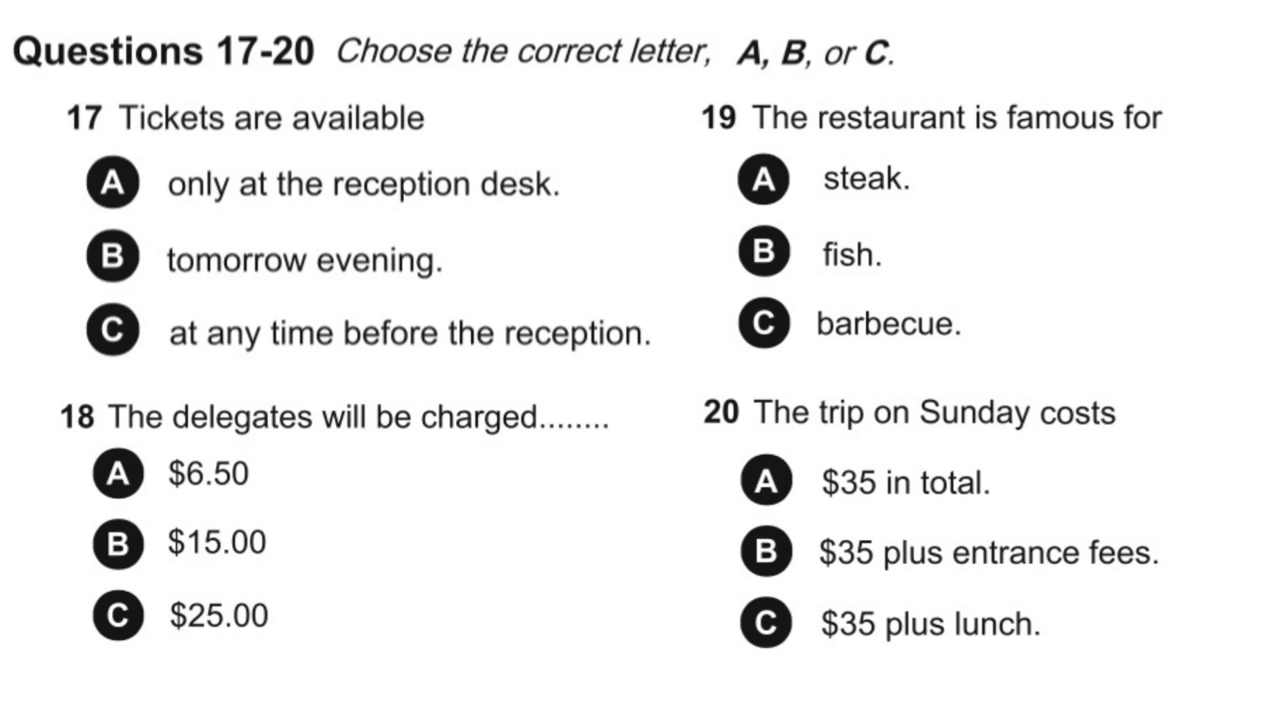 Questions 17-20 Choose the correct letter, A, B, or C.
17 Tickets are available
A only at the reception desk.
B tomorrow evening.
C at any time before the reception.
18 The delegates will be charged........
A $6.50
B $15.00
C $25.00
19 The restaurant is famous for
A steak.
B fish.
C barbecue.
20 The trip on Sunday costs
A $35 in total.
B $35 plus entrance fees.
C $35 plus lunch.